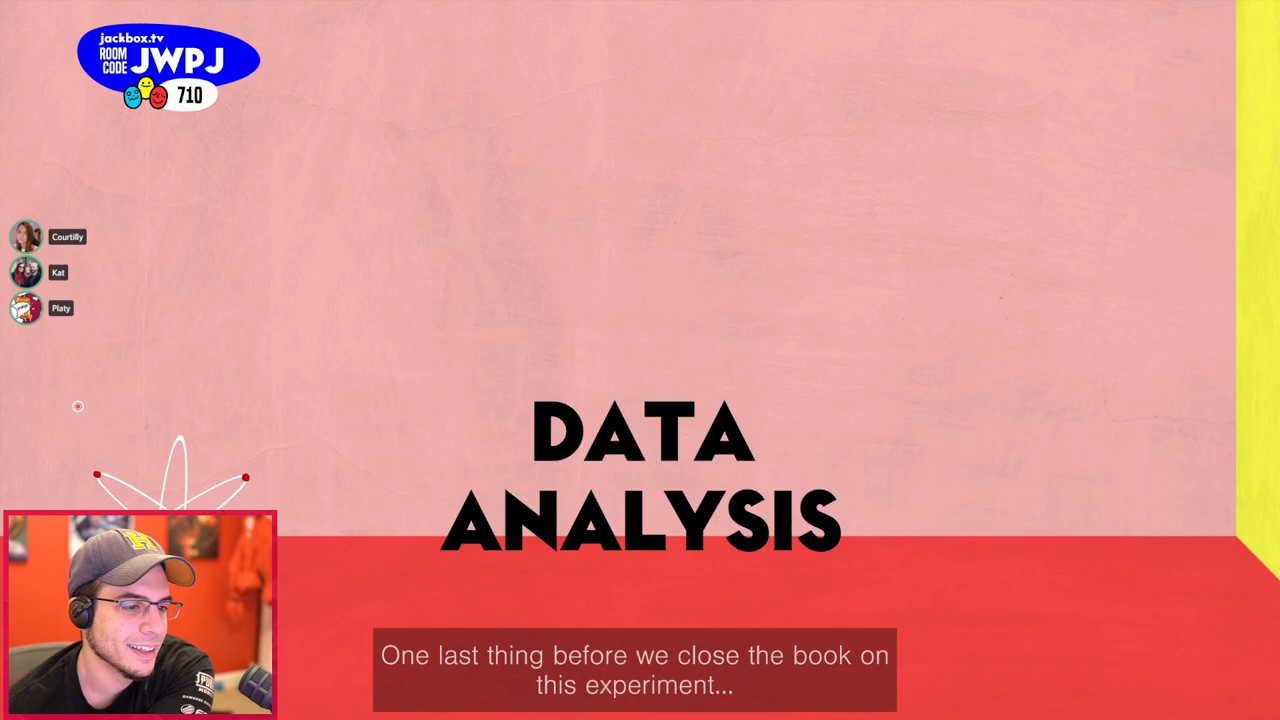 jackbox.tv
ROOM
CODE
JWPJ
710
Courtilly
Kat
Platy
DATA
ANALYSIS
H
One last thing before we close the book on
this experiment...